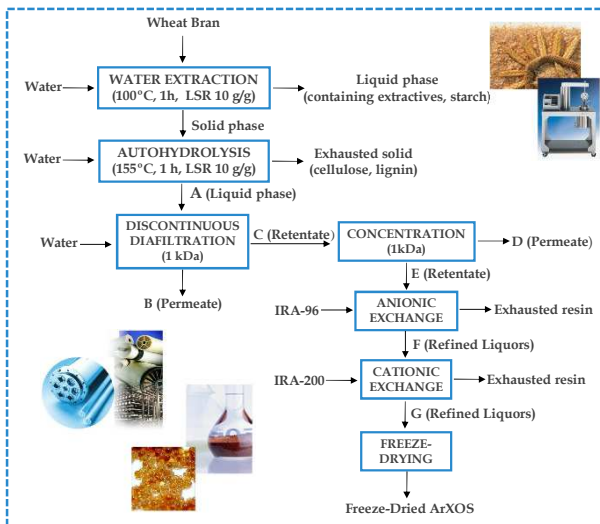 Wheat Bran
Water
WATER EXTRACTION
(100°C, 1h, LSR 10 g/g)
Liquid phase
(containing extractives, starch)
Solid phase
Water
AUTOHYDROLYSIS
(155°C, 1 h, LSR 10 g/g)
Exhausted solid
(cellulose, lignin)
A (Liquid phase)
Water
DISCONTINUOUS
DIAFILTRATION
(1 kDa)
C (Retentate)
CONCENTRATION
(1kDa)
D (Permeate)
B (Permeate)
E (Retentate)
IRA-96
ANIONIC
EXCHANGE
Exhausted resin
F (Refined Liquors)
IRA-200
CATIONIC
EXCHANGE
Exhausted resin
G (Refined Liquors)
FREEZE-
DRYING
Freeze-Dried ArXOS